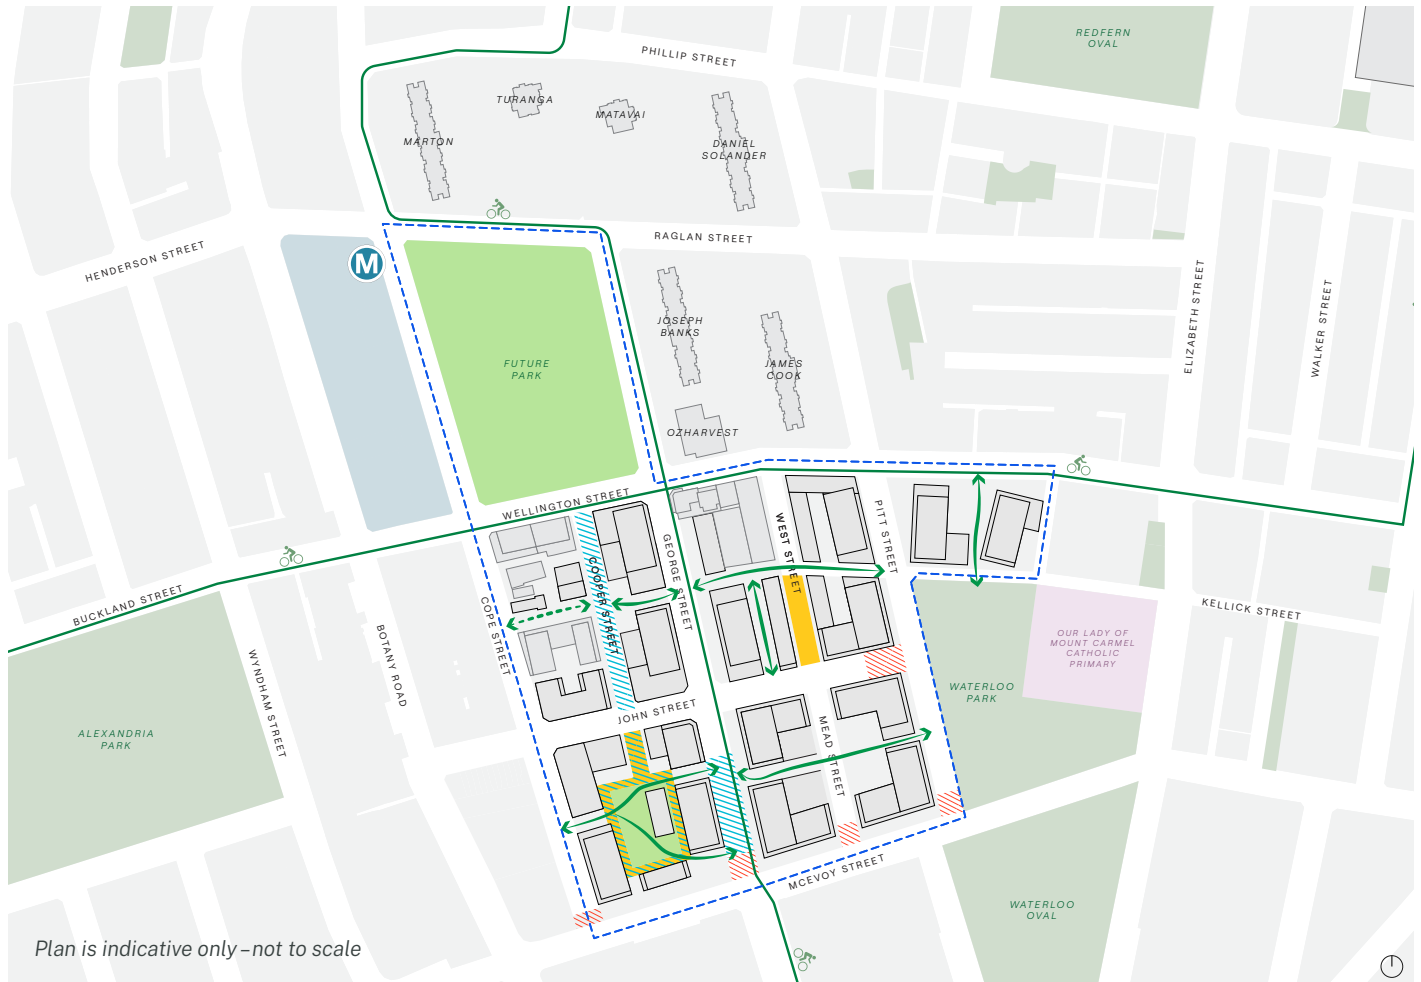 REDFERN
OVAL
PHILLIP STREET
TURANGA
MATAVAI
MARTON
DANIEL
SOLANDER
RAGLAN STREET
HENDERSON STREET
M
ELIZABETH STREET
WALKER STREET
JOSEPH
BANKS
JAMES
COOK
FUTURE
PARK
OZHARVEST
WELLINGTON STREET
PITT STREET
WEST STREET
GEORGE STREET
COOPER STREET
COPE STREET
BUCKLAND STREET
KELLICK STREET
BOTANY ROAD
WYNDHAM STREET
OUR LADY OF
MOUNT CARMEL
CATHOLIC
PRIMARY
WATERLOO
PARK
JOHN STREET
MEAD STREET
ALEXANDRIA
PARK
MCEVOY STREET
WATERLOO
OVAL
Plan is indicative only – not to scale